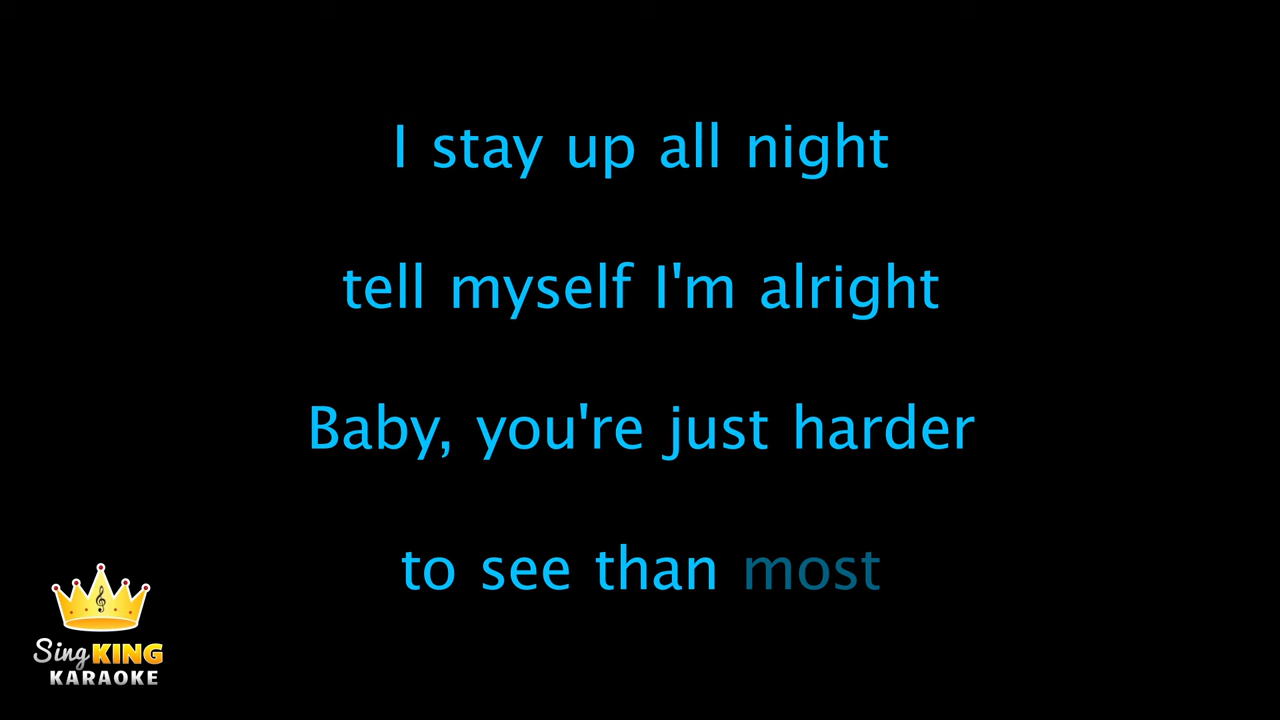 I stay up all night
tell myself I'm alright
Baby, you're just harder
to see than most
Sing KING
KARAOKE